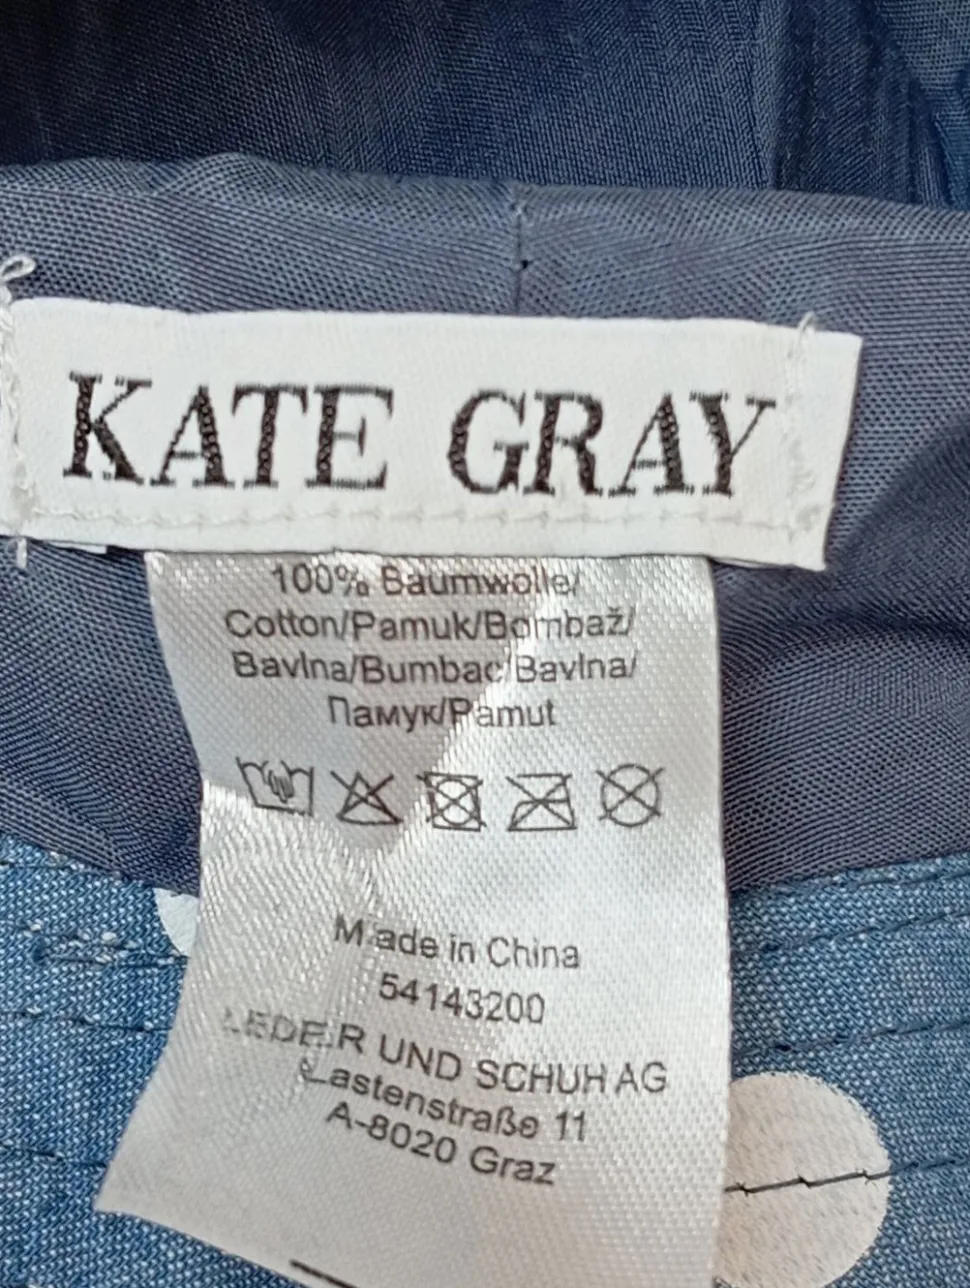 KATE GRAY
100% Baumwolle/
Cotton/Pamuk/Bombaž/
Bavlna/Bumbac/Bavlna/
Памук/Pamut
Made in China
54143200
LEDER UND SCHUH AG
Lastenstraße 11
A-8020 Graz